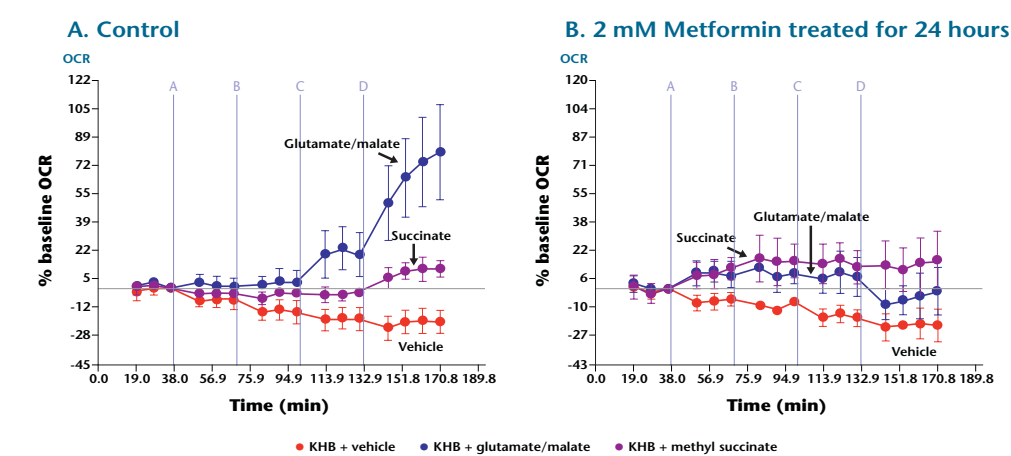 A. Control
OCR
122
105
89
72
55
39
22
5
-12
-28
-45
% baseline OCR
A B C D
Glutamate/malate
Succinate
Vehicle
0.0 19.0 38.0 56.9 75.9 94.9 113.9 132.9 151.8 170.8 189.8
Time (min)
B. 2 mM Metformin treated for 24 hours
OCR
120
104
87
71
55
38
22
6
-10
-27
-43
% baseline OCR
A B C D
Glutamate/malate
Succinate
Vehicle
0.0 19.0 38.0 56.9 75.9 94.9 113.9 132.9 151.8 170.8 189.8
Time (min)
KHB + vehicle KHB + glutamate/malate KHB + methyl succinate